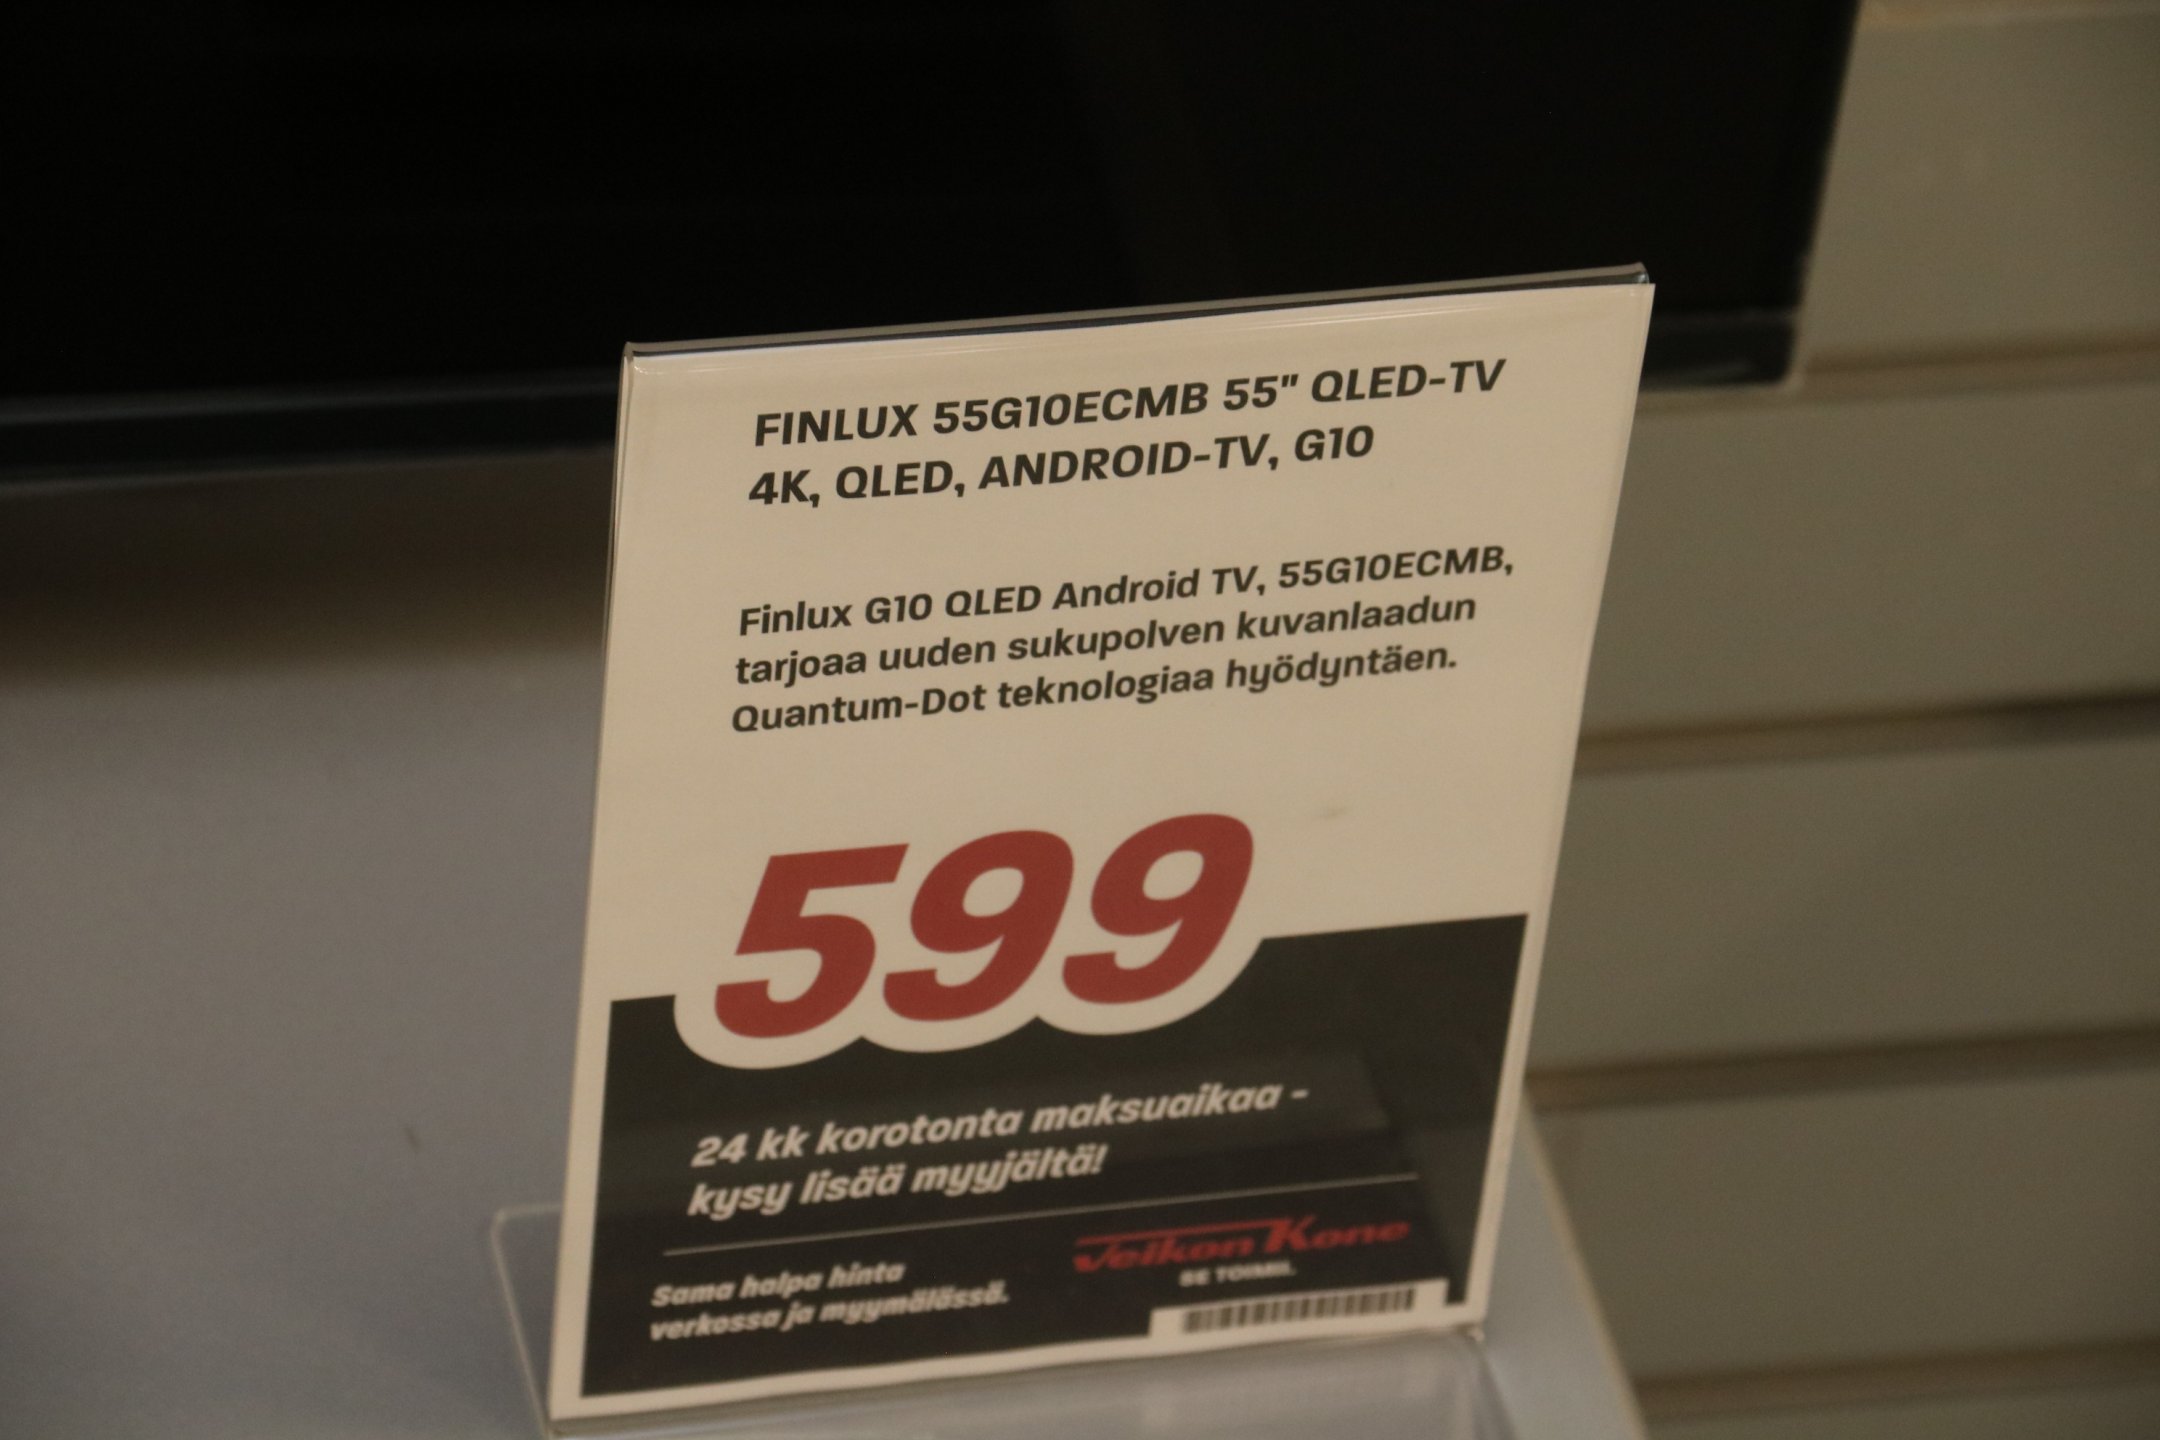 FINLUX 55G10ECMB 55" QLED-TV
4K, QLED, ANDROID-TV, G10
Finlux G10 QLED Android TV, 55G10ECMB,
tarjoaa uuden sukupolven kuvanlaadun
Quantum-Dot teknologiaa hyödyntäen.
599
24 kk korotonta maksuaikaa -
kysy lisää myyjältä!
Sama halpa hinta
verkossa ja myymälässä.
Veikon Kone
SE TOIMII.